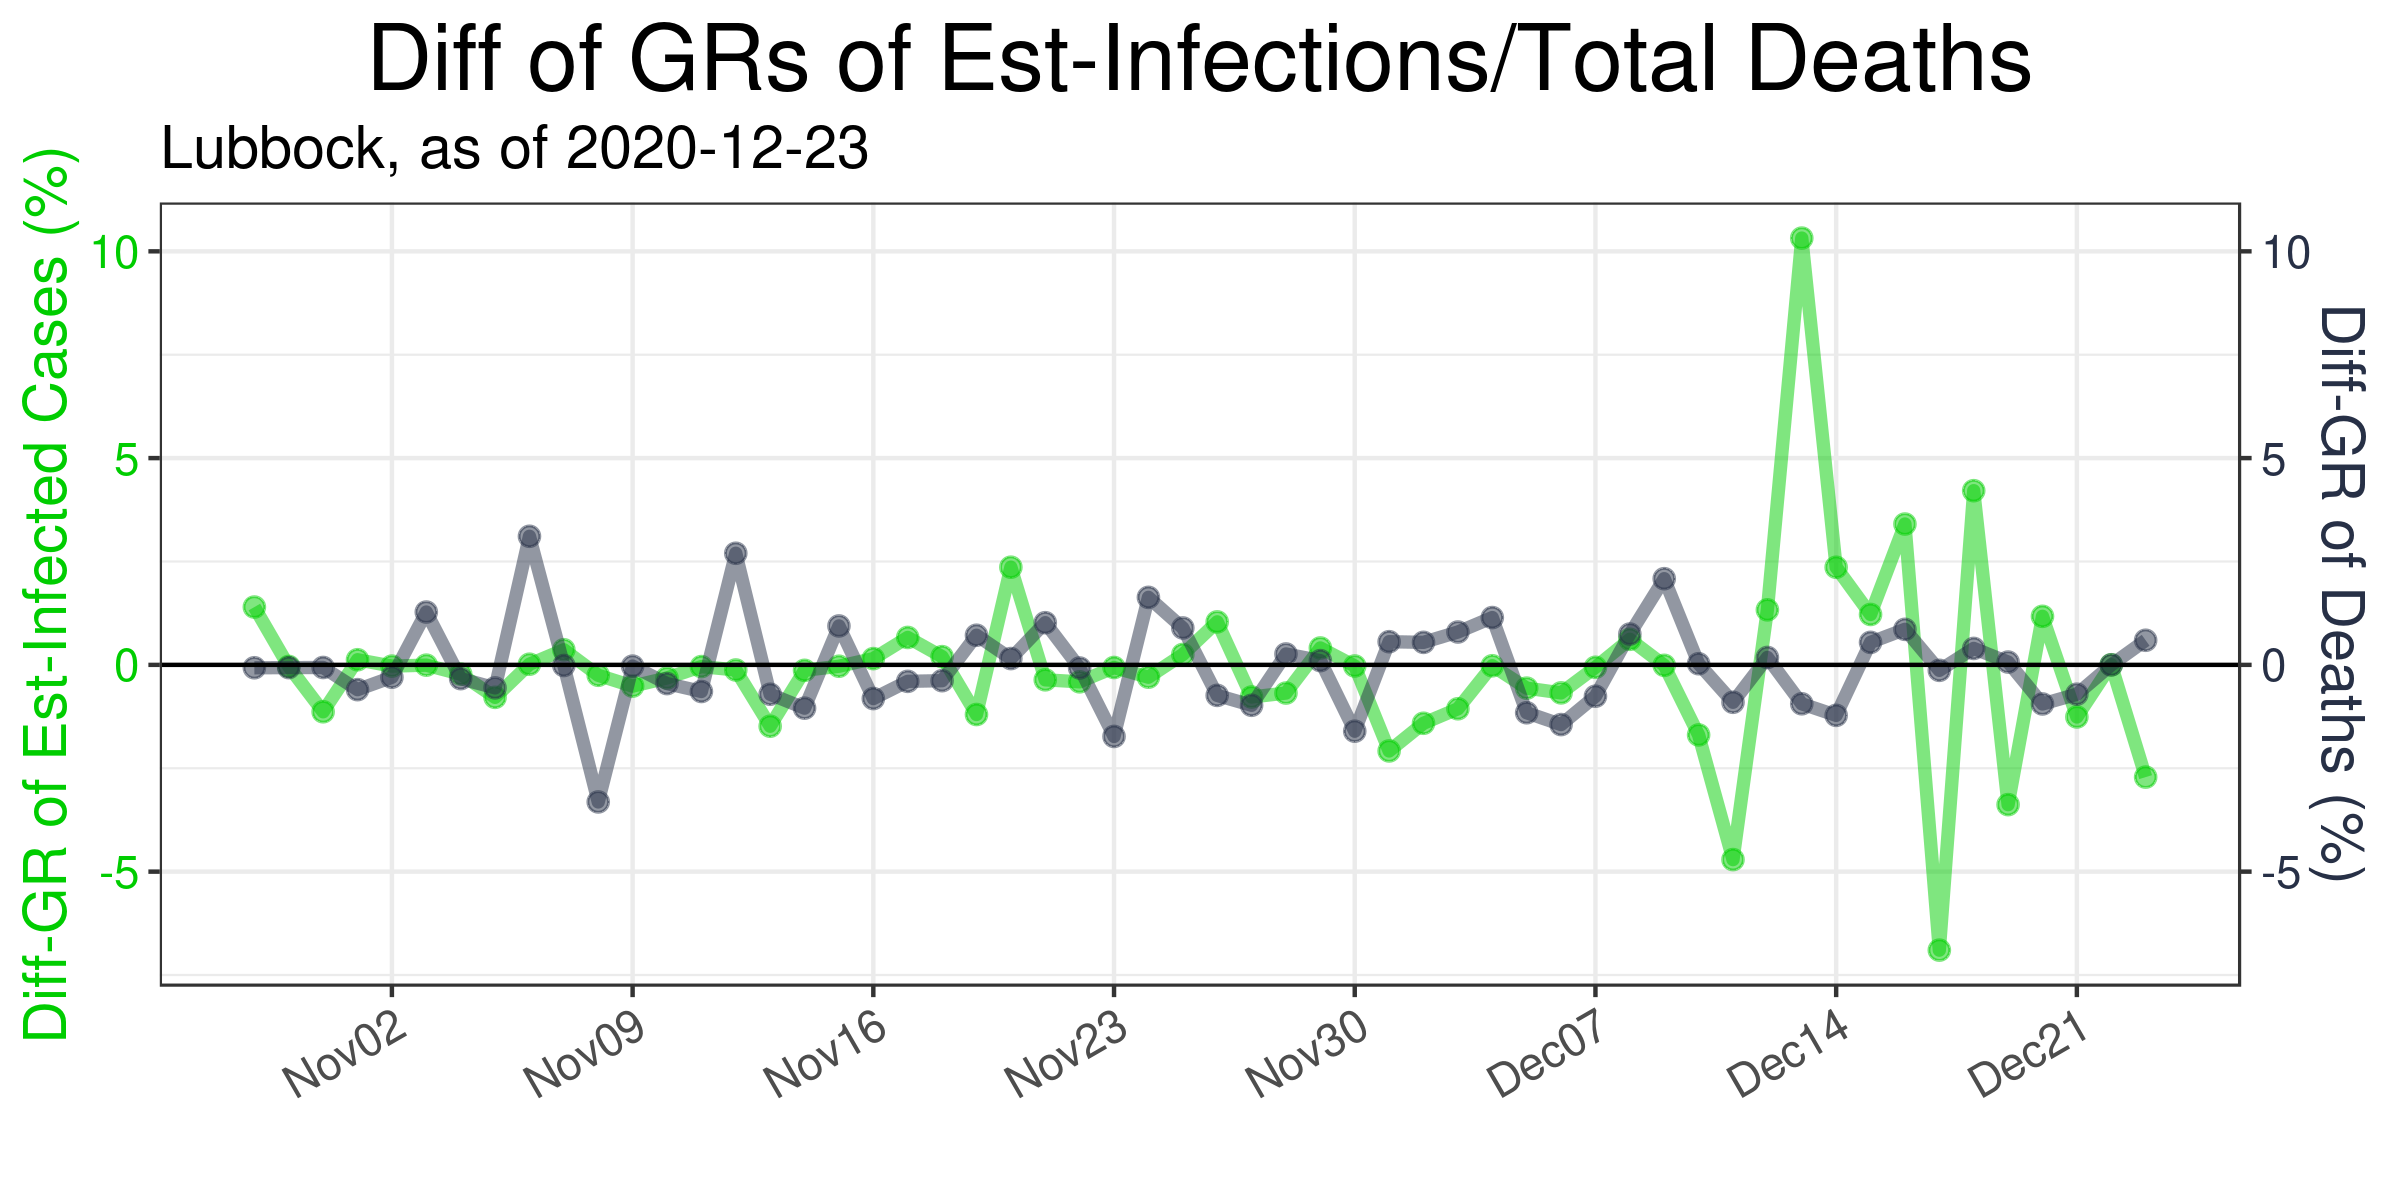 Diff of GRs of Est-Infections/Total Deaths
Lubbock, as of 2020-12-23
Diff-GR of Est-Infected Cases (%)
10
5
0
-5
10
5
0
-5
Diff-GR of Deaths (%)
Nov02
Nov09
Nov16
Nov23
Nov30
Dec07
Dec14
Dec21